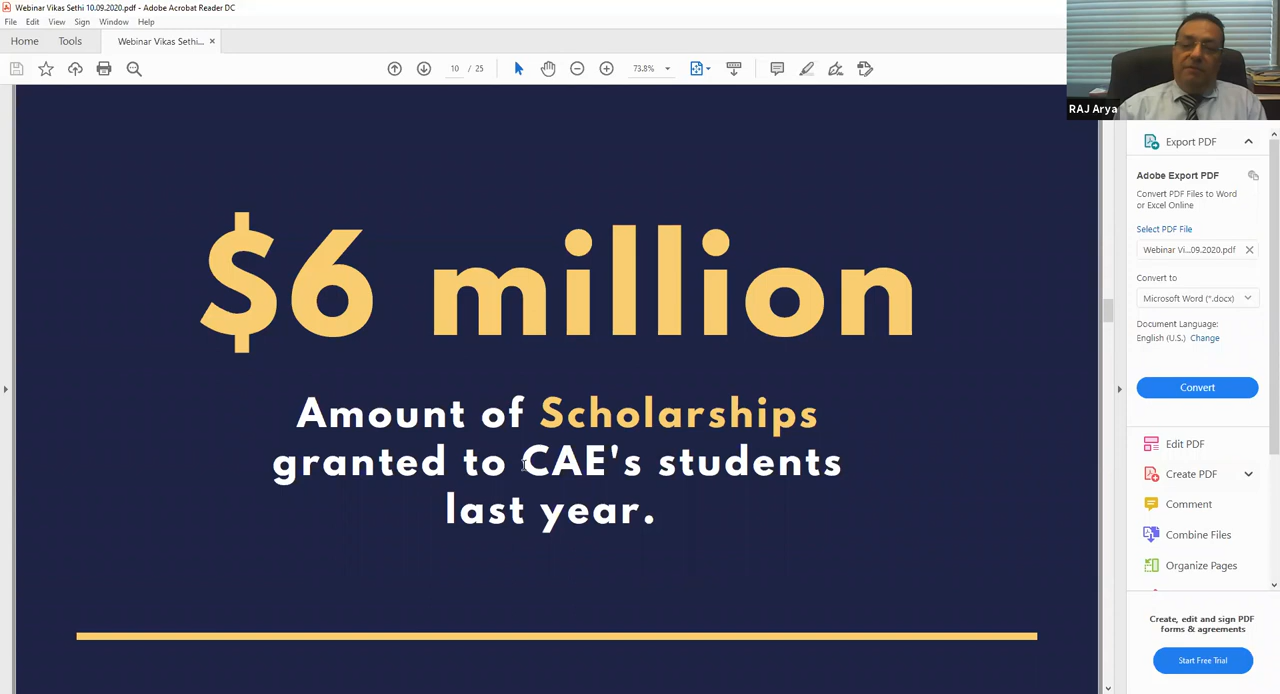 Webinar Vikas Sethi 10.09.2020.pdf - Adobe Acrobat Reader DC
File Edit View Sign Window Help
Home Tools Webinar Vikas Sethi... ×
10 / 25 73.8%
RAJ Arya
$6 million
Amount of Scholarships
granted to CAE's students
last year.
Export PDF
Adobe Export PDF
Convert PDF Files to Word
or Excel Online
Select PDF File
Webinar Vi...09.2020.pdf
Convert to
Microsoft Word (*.docx)
Document Language:
English (U.S.) Change
Convert
Edit PDF
Create PDF
Comment
Combine Files
Organize Pages
Create, edit and sign PDF
forms & agreements
Start Free Trial